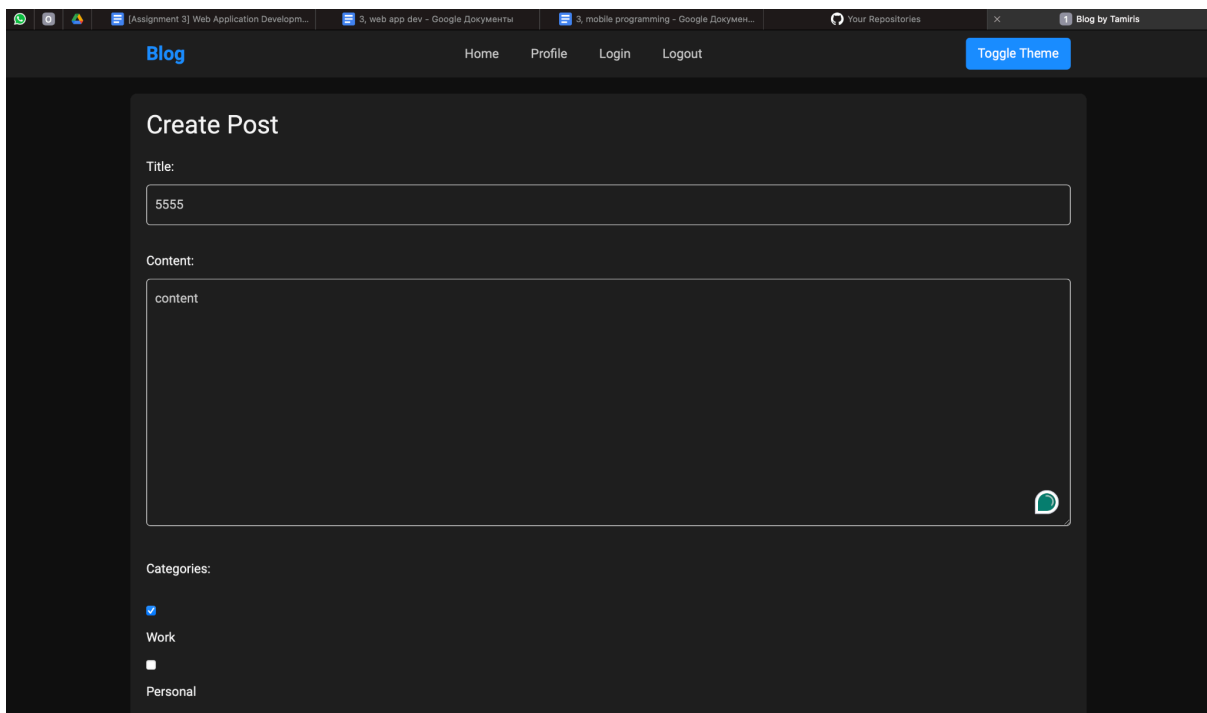 [Assignment 3] Web Application Developm... 3, web app dev - Google Документы 3, mobile programming - Google Докумен... Your Repositories 1 Blog by Tamiris
Blog Home Profile Login Logout Toggle Theme
Create Post
Title:
5555
Content:
content
Categories:
Work
Personal